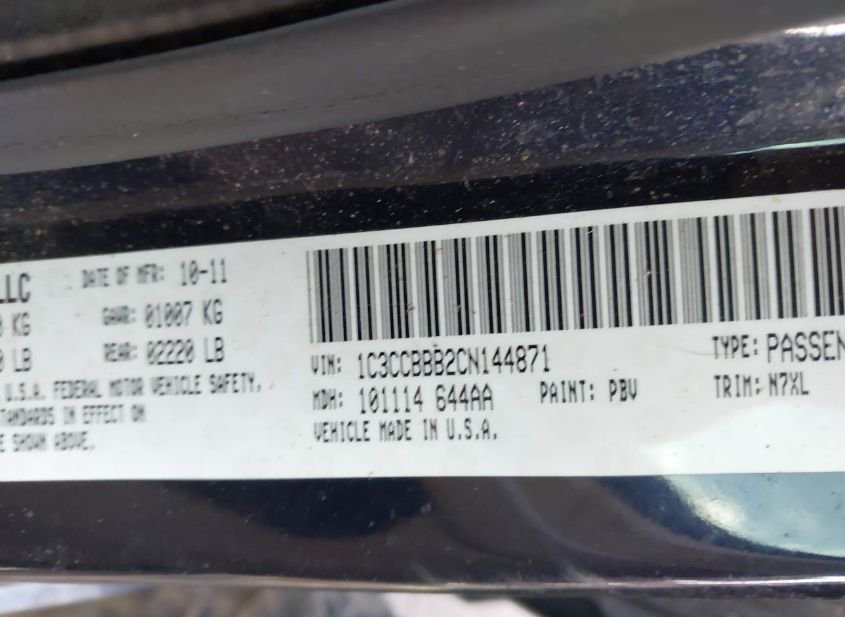 LLC DATE OF MFR: 10-11
0 KG GAWR: 01007 KG
0 LB REAR: 02220 LB
U.S.A. FEDERAL MOTOR VEHICLE SAFETY,
STANDARDS IN EFFECT ON
E SHOWN ABOVE.
VIN: 1C3CCBBB2CN144871 TYPE: PASSEN
MDH: 101114 644AA PAINT: PBV TRIM: N7XL
VEHICLE MADE IN U.S.A.